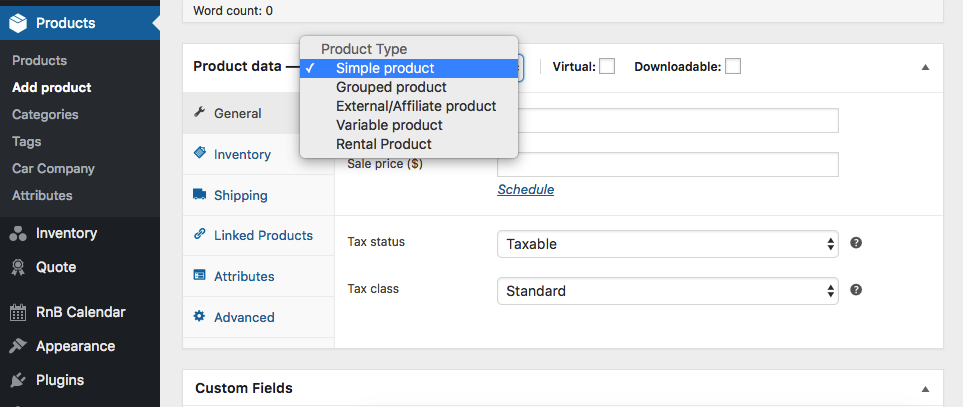 Products
Products
Add product
Categories
Tags
Car Company
Attributes
Inventory
Quote
RnB Calendar
Appearance
Plugins
Word count: 0
Product data —
Product Type
✓ Simple product
Grouped product
External/Affiliate product
Variable product
Rental Product
Virtual:
Downloadable:
General
Inventory
Shipping
Linked Products
Attributes
Advanced
Sale price ($)
Schedule
Tax status
Taxable
?
Tax class
Standard
?
Custom Fields